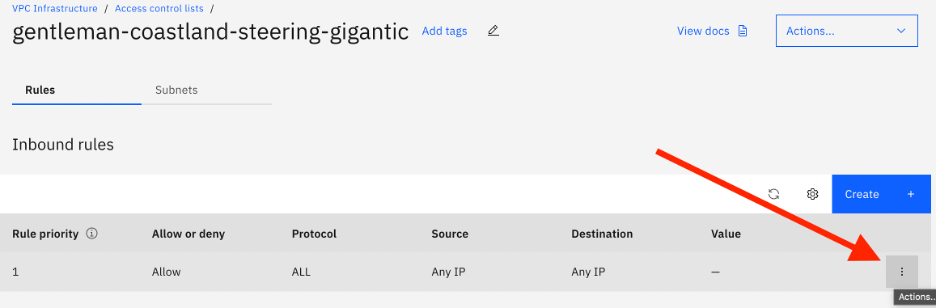 VPC Infrastructure / Access control lists /
gentleman-coastland-steering-gigantic Add tags View docs Actions...
Rules Subnets
Inbound rules
Create +
Rule priority Allow or deny Protocol Source Destination Value
1 Allow ALL Any IP Any IP —
Actions...